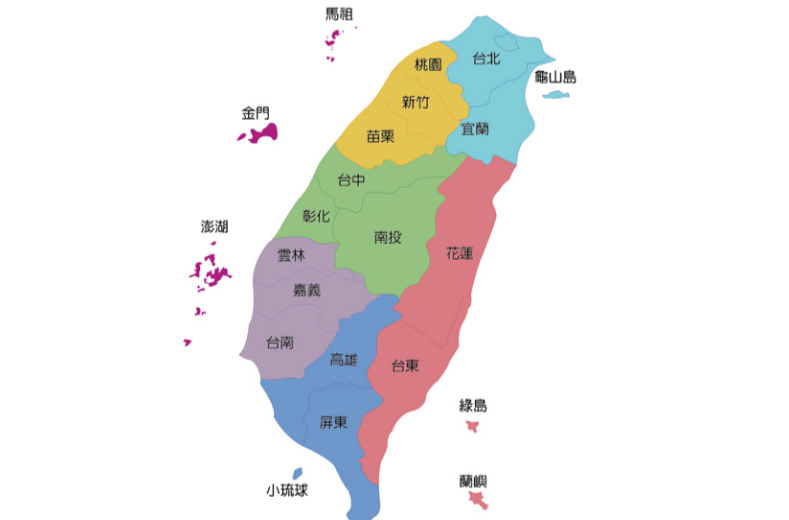 馬祖
桃園
台北
龜山島
新竹
金門
宜蘭
苗栗
台中
彰化
澎湖
南投
花蓮
雲林
嘉義
台南
高雄
台東
綠島
屏東
蘭嶼
小琉球